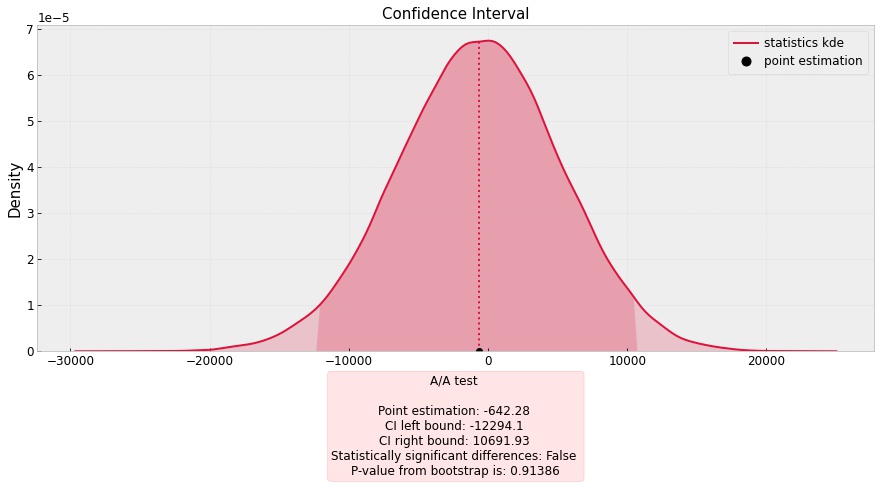 Confidence Interval
1e−5
statistics kde
point estimation
Density
7
6
5
4
3
2
1
0
−30000 −20000 −10000 0 10000 20000
A/A test
Point estimation: -642.28
CI left bound: -12294.1
CI right bound: 10691.93
Statistically significant differences: False
P-value from bootstrap is: 0.91386